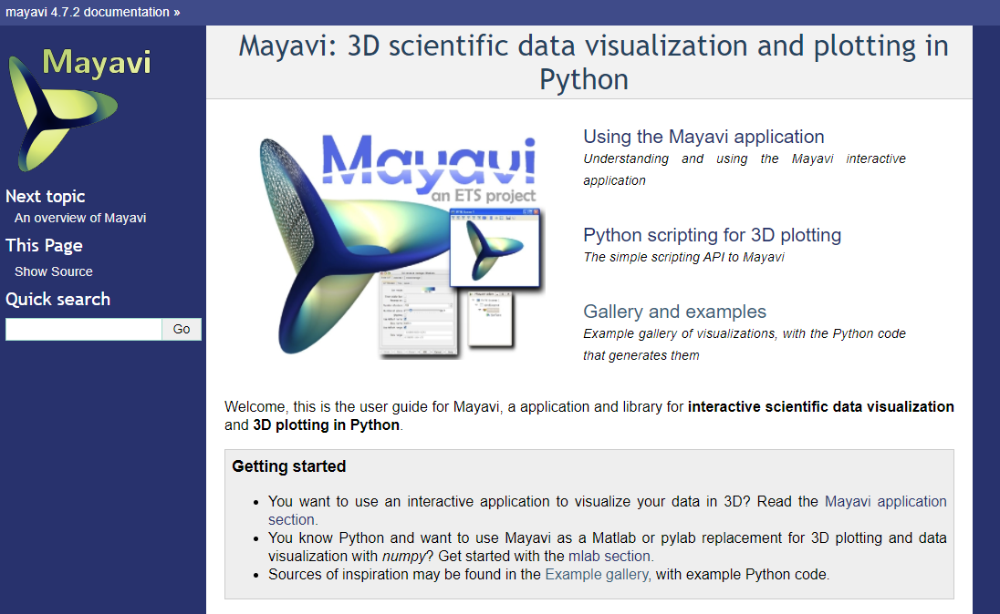 mayavi 4.7.2 documentation »
Mayavi
Next topic
An overview of Mayavi
This Page
Show Source
Quick search
Go
Mayavi: 3D scientific data visualization and plotting in
Python
Mayavi
an ETS project
Using the Mayavi application
Understanding and using the Mayavi interactive
application
Python scripting for 3D plotting
The simple scripting API to Mayavi
Gallery and examples
Example gallery of visualizations, with the Python code
that generates them
Welcome, this is the user guide for Mayavi, a application and library for interactive scientific data visualization
and 3D plotting in Python.
Getting started
• You want to use an interactive application to visualize your data in 3D? Read the Mayavi application
section.
• You know Python and want to use Mayavi as a Matlab or pylab replacement for 3D plotting and data
visualization with numpy? Get started with the mlab section.
• Sources of inspiration may be found in the Example gallery, with example Python code.